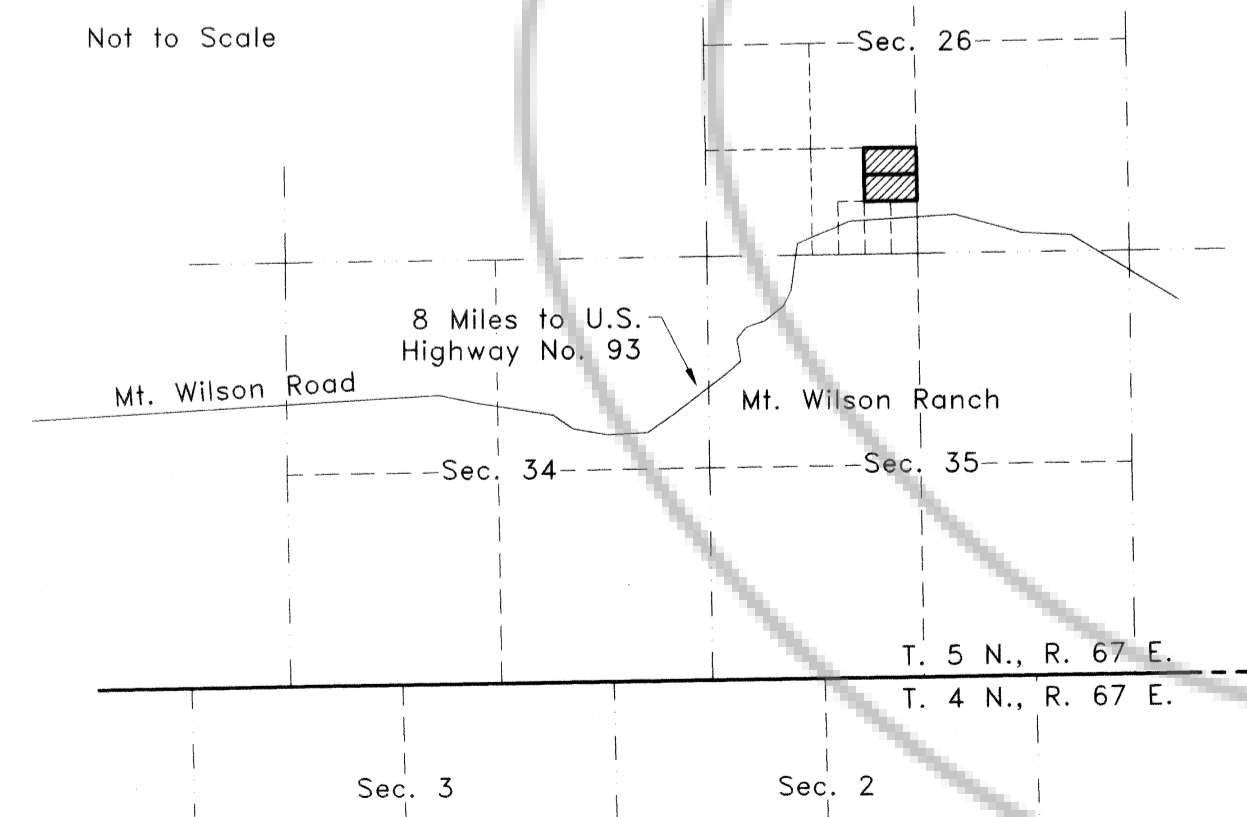 Not to Scale
Sec. 26
8 Miles to U.S.
Highway No. 93
Mt. Wilson Road
Mt. Wilson Ranch
Sec. 34
Sec. 35
T. 5 N., R. 67 E.
T. 4 N., R. 67 E.
Sec. 3
Sec. 2